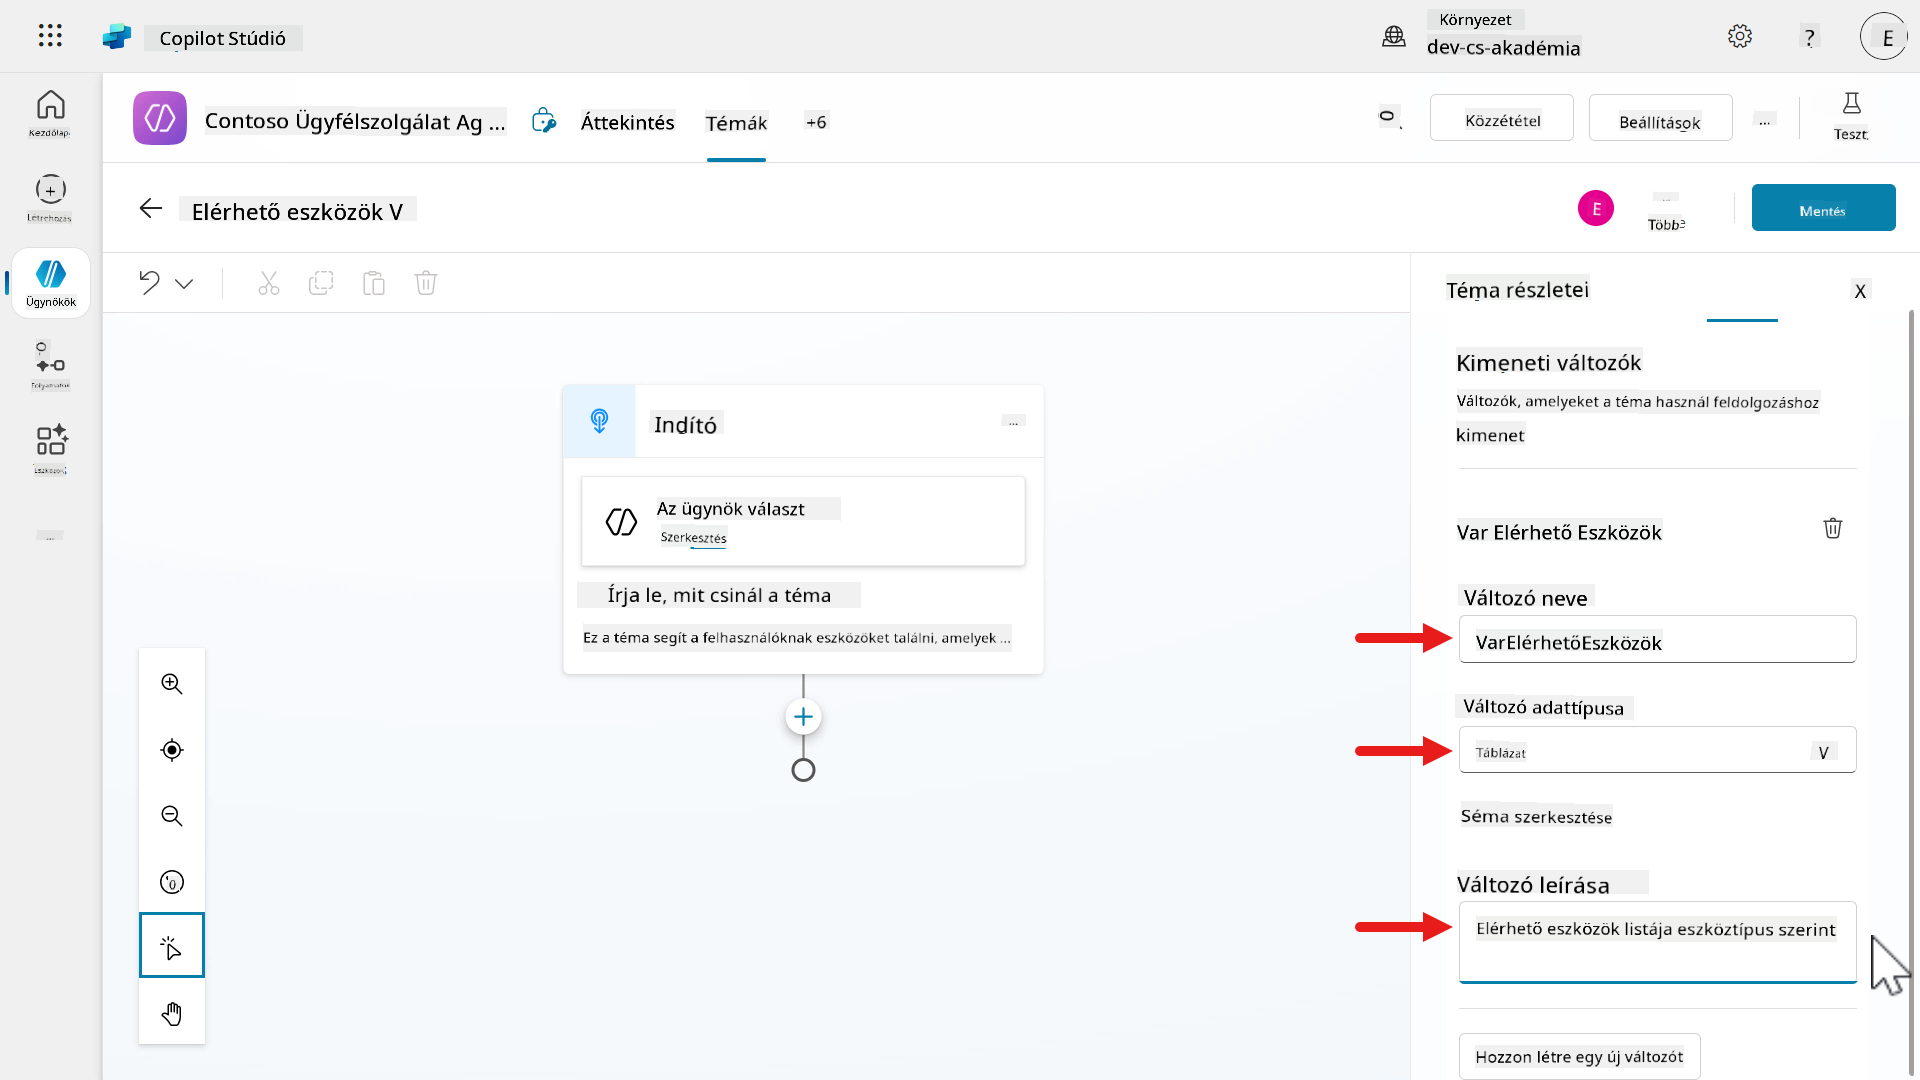 Copilot Stúdió
Környezet
dev-cs-akadémia
?
E
Kezdőlap
Contoso Ügyfélszolgálat Ag ...
Áttekintés
Témák
+6
Közzététel
Beállítások
...
Teszt
Létrehozás
Elérhető eszközök V
E
...
Több
Mentés
Ügynökök
Téma részletei
X
Folyamatok
Eszközök
...
Indító
...
Az ügynök választ
Szerkesztés
Írja le, mit csinál a téma
Ez a téma segít a felhasználóknak eszközöket találni, amelyek ...
Kimeneti változók
Változók, amelyeket a téma használ feldolgozáshoz
kimenet
Var Elérhető Eszközök
Változó neve
VarElérhetőEszközök
Változó adattípusa
Táblázat V
Séma szerkesztése
Változó leírása
Elérhető eszközök listája eszköztípus szerint
Hozzon létre egy új változót